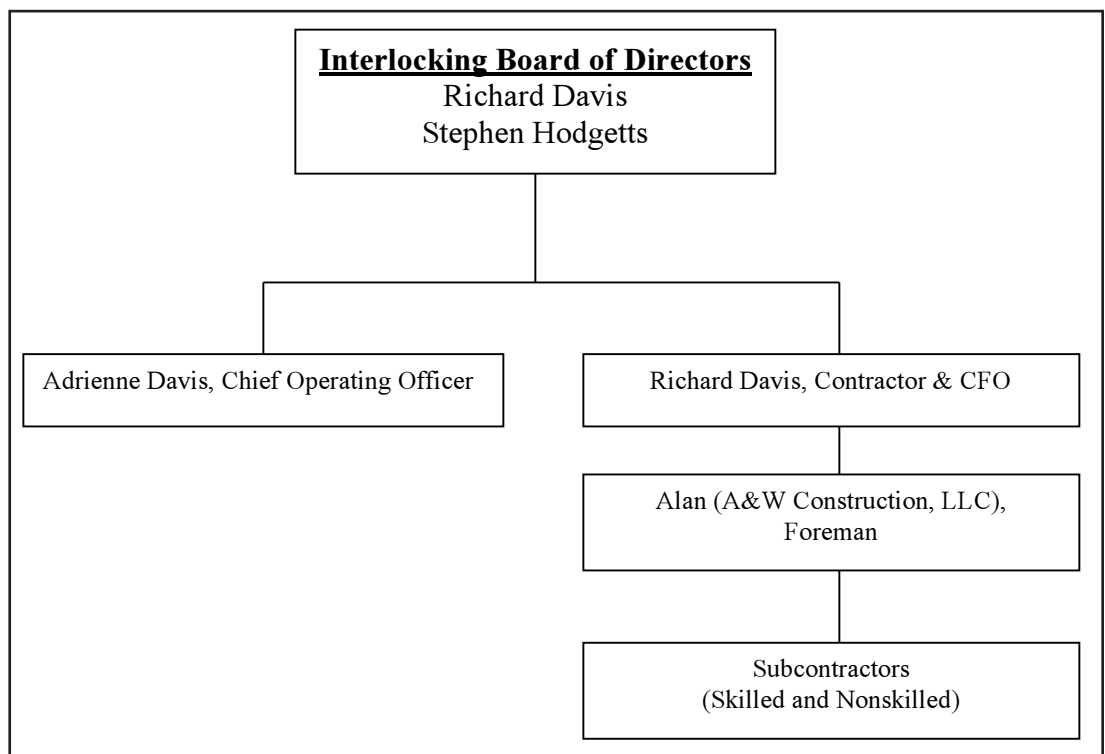 Interlocking Board of Directors
Richard Davis
Stephen Hodgetts
Adrienne Davis, Chief Operating Officer
Richard Davis, Contractor & CFO
Alan (A&W Construction, LLC),
Foreman
Subcontractors
(Skilled and Nonskilled)